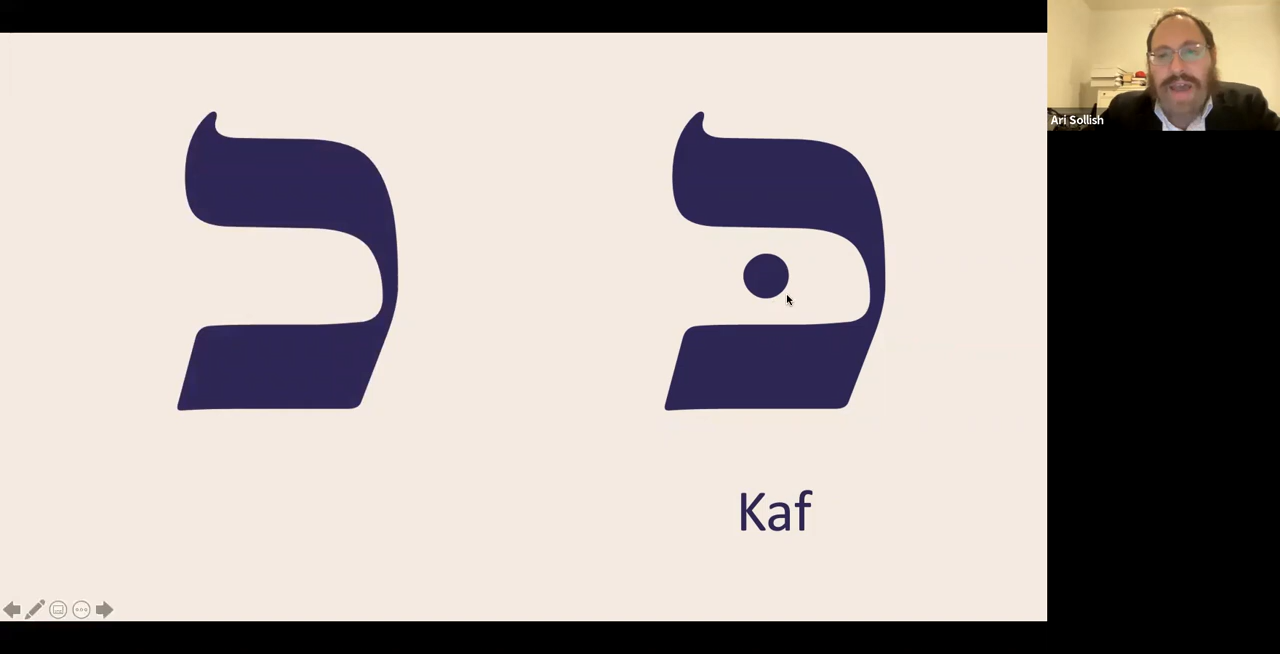 כּ כ
Kaf
Ari Sollish